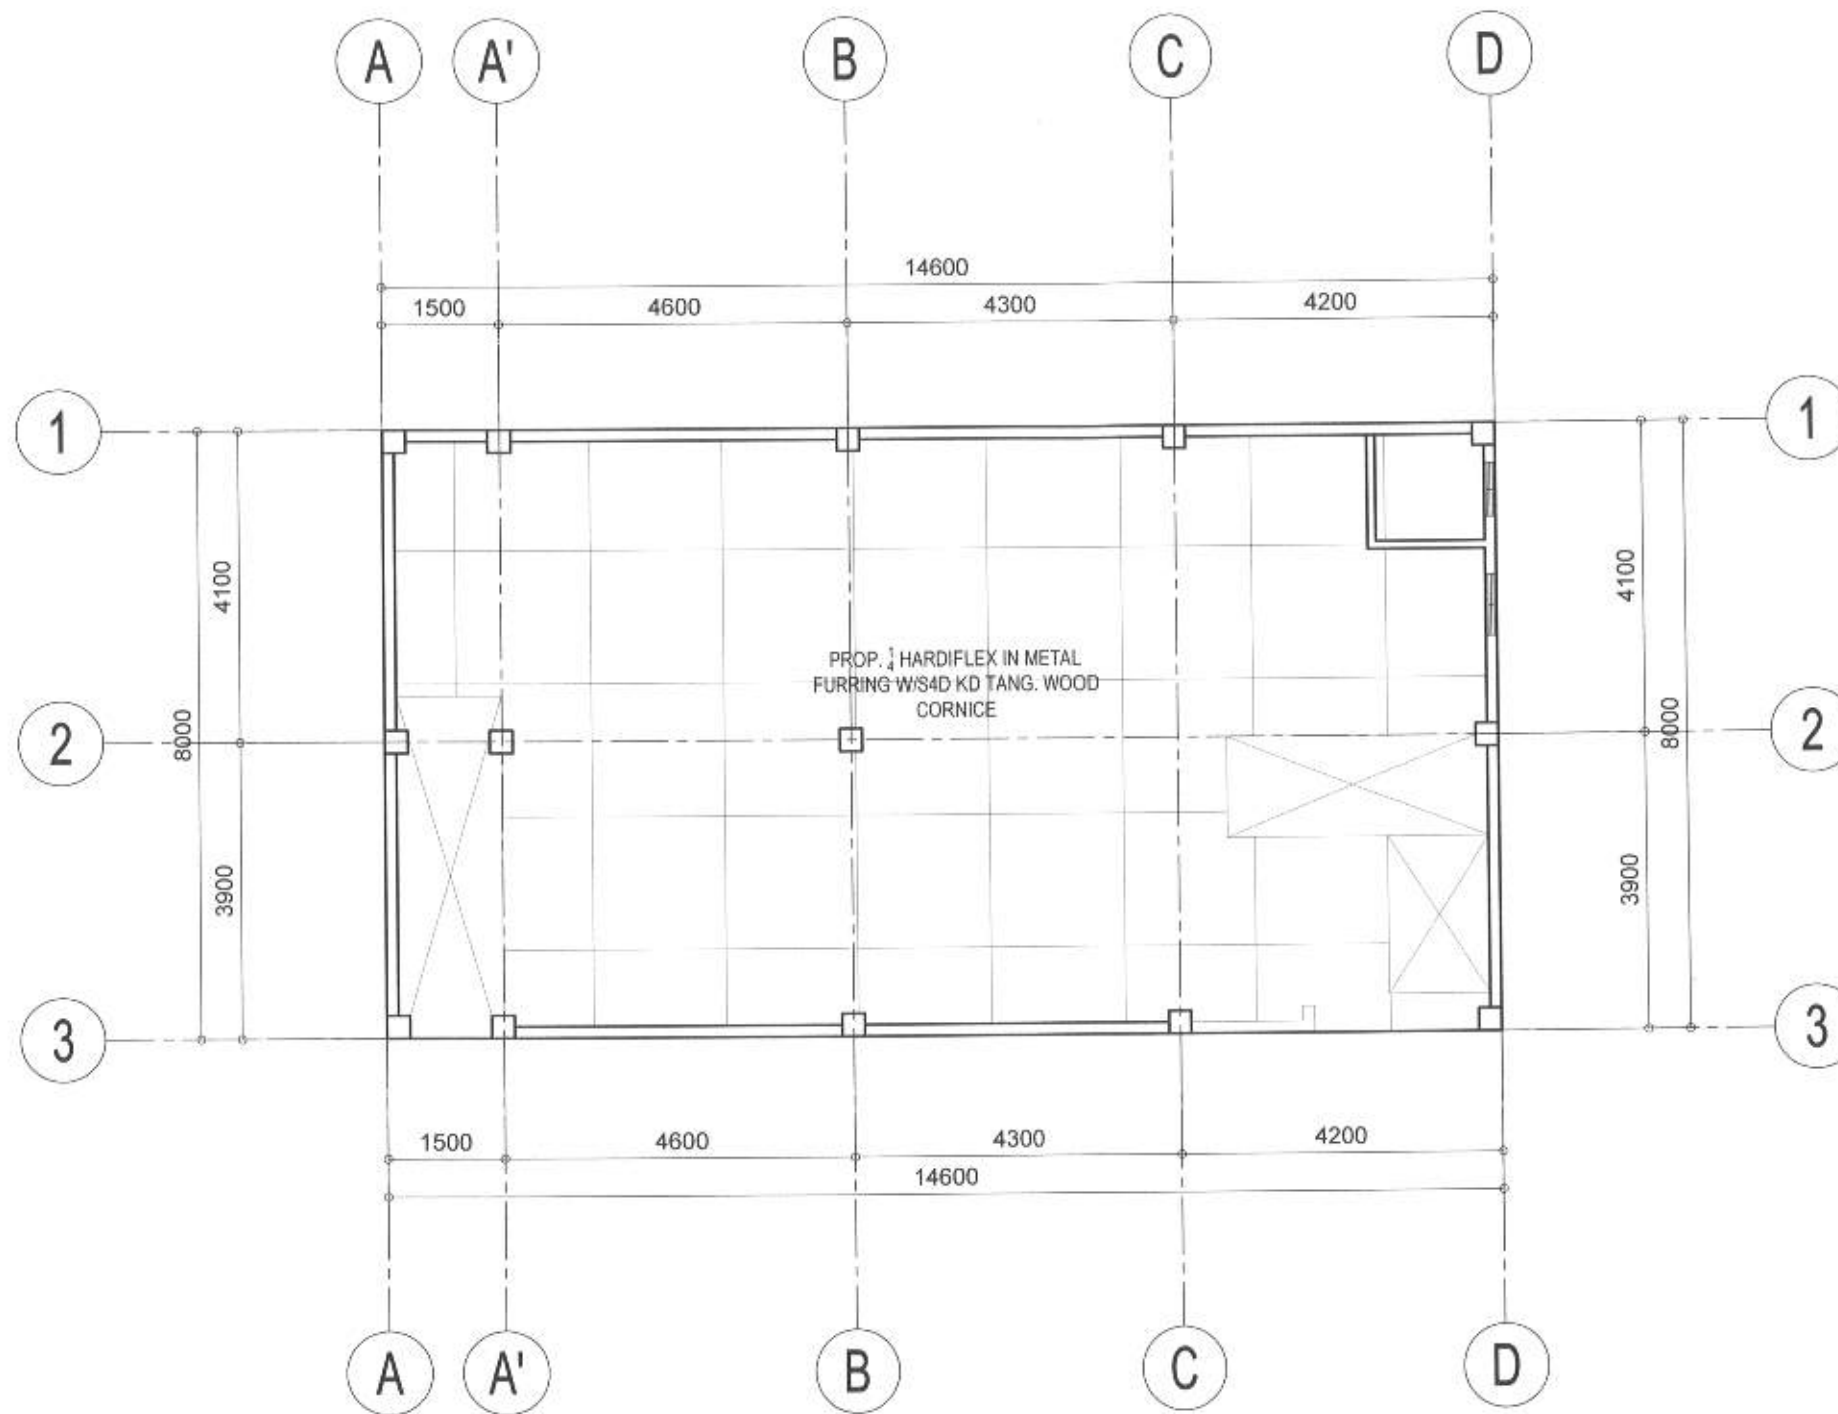 A A' B C D
14600
1500 4600 4300 4200
1 1
4100 4100
PROP. 1/4 HARDIFLEX IN METAL
FURRING W/S4D KD TANG. WOOD
CORNICE
2 8000 8000 2
3900 3900
3 3
1500 4600 4300 4200
14600
A A' B C D